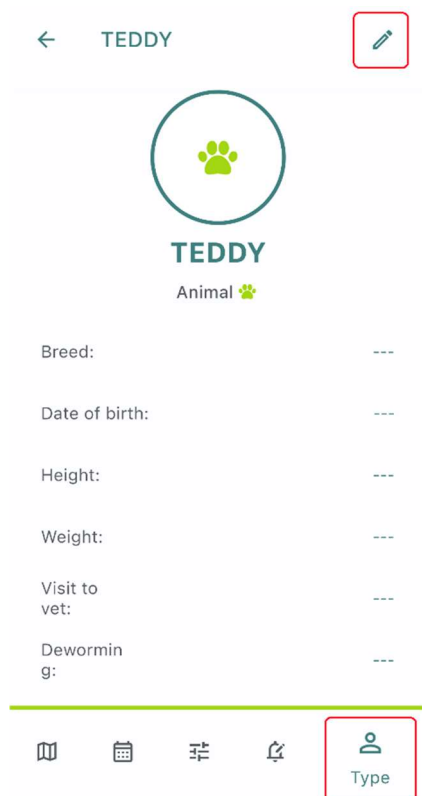 TEDDY
TEDDY
Animal
Breed: ---
Date of birth: ---
Height: ---
Weight: ---
Visit to
vet: ---
Dewormin
g: ---
Type